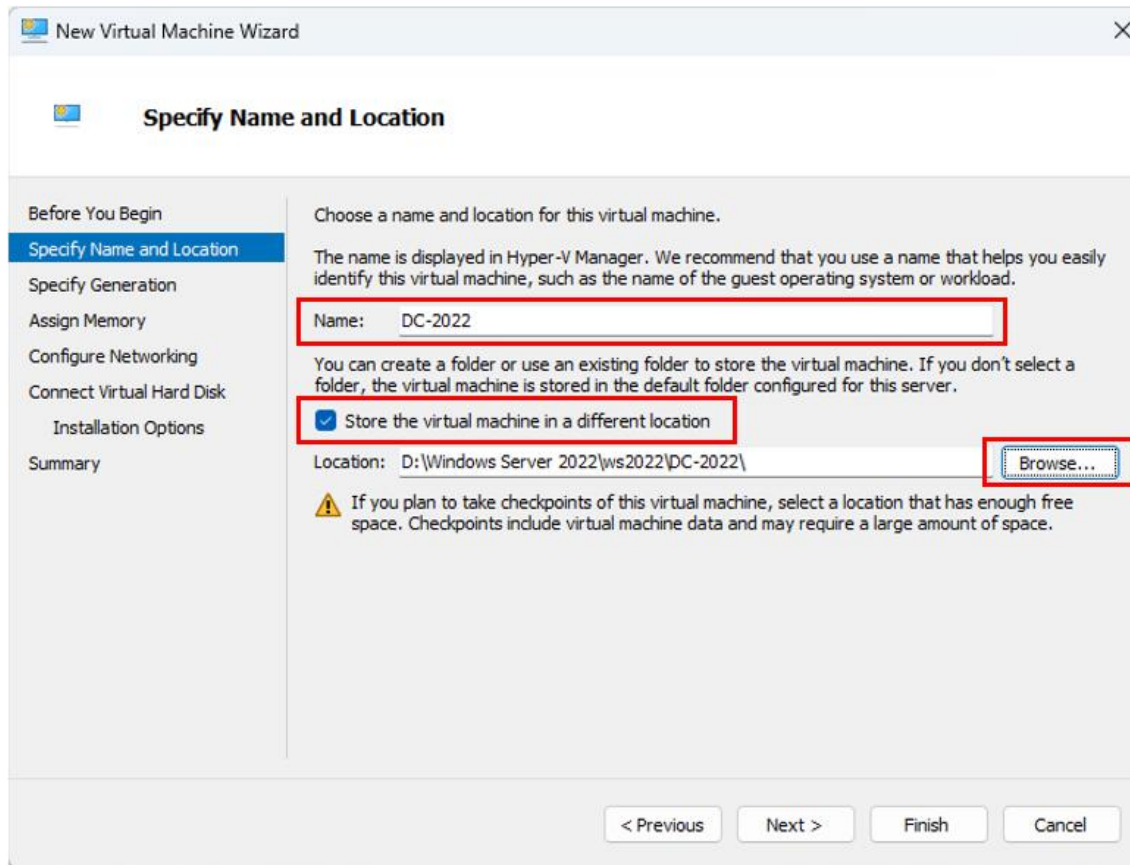 New Virtual Machine Wizard
Specify Name and Location
Before You Begin
Specify Name and Location
Specify Generation
Assign Memory
Configure Networking
Connect Virtual Hard Disk
Installation Options
Summary
Choose a name and location for this virtual machine.
The name is displayed in Hyper-V Manager. We recommend that you use a name that helps you easily
identify this virtual machine, such as the name of the guest operating system or workload.
Name: DC-2022
You can create a folder or use an existing folder to store the virtual machine. If you don't select a
folder, the virtual machine is stored in the default folder configured for this server.
Store the virtual machine in a different location
Location: D:\Windows Server 2022\ws2022\DC-2022\ Browse...
If you plan to take checkpoints of this virtual machine, select a location that has enough free
space. Checkpoints include virtual machine data and may require a large amount of space.
< Previous Next > Finish Cancel